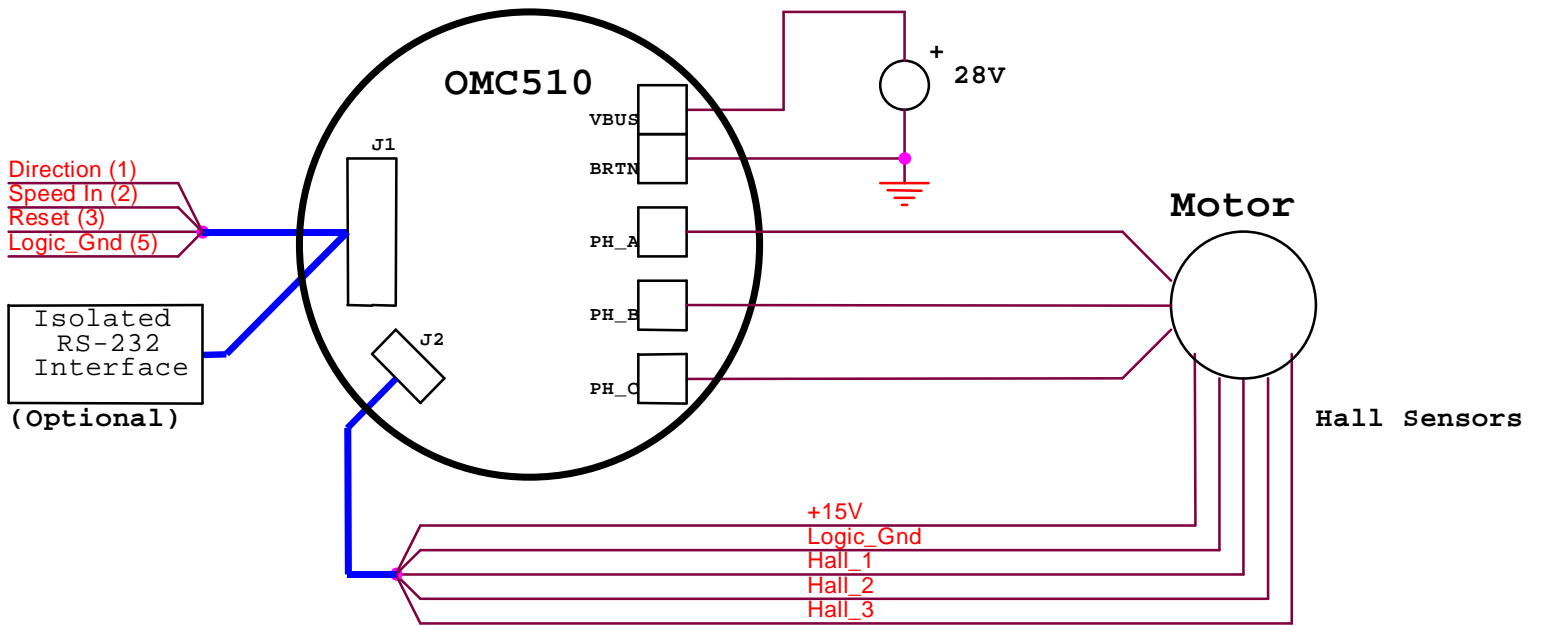 OMC510
+
28V
VBUS
J1
BRTN
Direction (1)
Speed In (2)
Reset (3)
Logic_Gnd (5)
Motor
PH_A
Isolated
RS-232
Interface
(Optional)
PH_B
J2
PH_C
Hall Sensors
+15V
Logic_Gnd
Hall_1
Hall_2
Hall_3